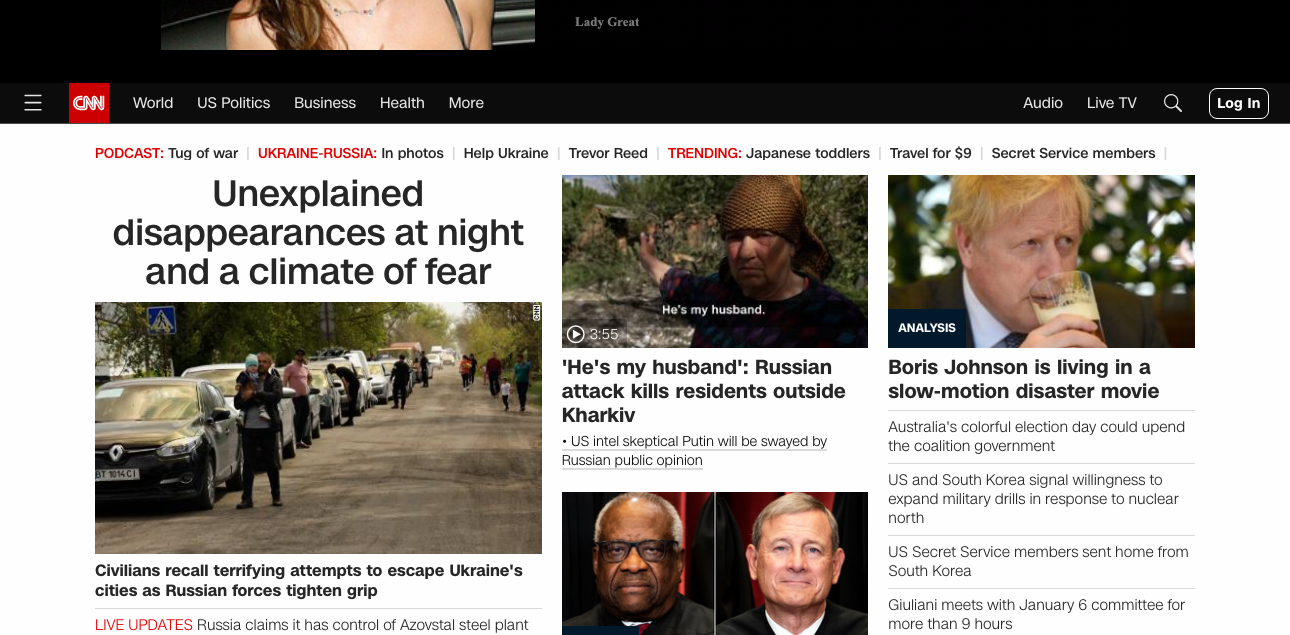 Lady Great
CNN
World
US Politics
Business
Health
More
Audio
Live TV
Log In
PODCAST: Tug of war | UKRAINE-RUSSIA: In photos | Help Ukraine | Trevor Reed | TRENDING: Japanese toddlers | Travel for $9 | Secret Service members |
Unexplained
disappearances at night
and a climate of fear
CNN
BT 1014CI
Civilians recall terrifying attempts to escape Ukraine's
cities as Russian forces tighten grip
LIVE UPDATES Russia claims it has control of Azovstal steel plant
He's my husband.
3:55
'He's my husband': Russian
attack kills residents outside
Kharkiv
• US intel skeptical Putin will be swayed by
Russian public opinion
ANALYSIS
Boris Johnson is living in a
slow-motion disaster movie
Australia's colorful election day could upend
the coalition government
US and South Korea signal willingness to
expand military drills in response to nuclear
north
US Secret Service members sent home from
South Korea
Giuliani meets with January 6 committee for
more than 9 hours